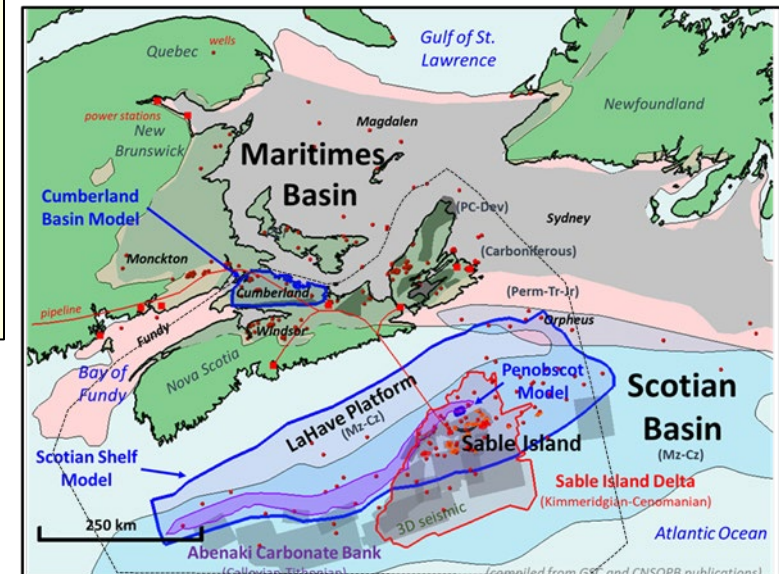 Quebec
wells
Gulf of St.
Lawrence
Newfoundland
power stations
New
Brunswick
Magdalen
Maritimes
Basin
Cumberland
Basin Model
(PC-Dev)
Sydney
(Carboniferous)
Monckton
Cumberland
(Perm-Tr-Jr)
pipeline
Fundy
Windsor
Orpheus
Nova Scotia
Bay of
Fundy
Penobscot
Model
LaHave Platform
(Mz-Cz)
Scotian
Basin
(Mz-Cz)
Sable Island
Scotian Shelf
Model
Sable Island Delta
(Kimmeridgian-Cenomanian)
250 km
3D seismic
Atlantic Ocean
Abenaki Carbonate Bank
(Callovian-Tithonian)
(compiled from GSC and CNSOPB publications)